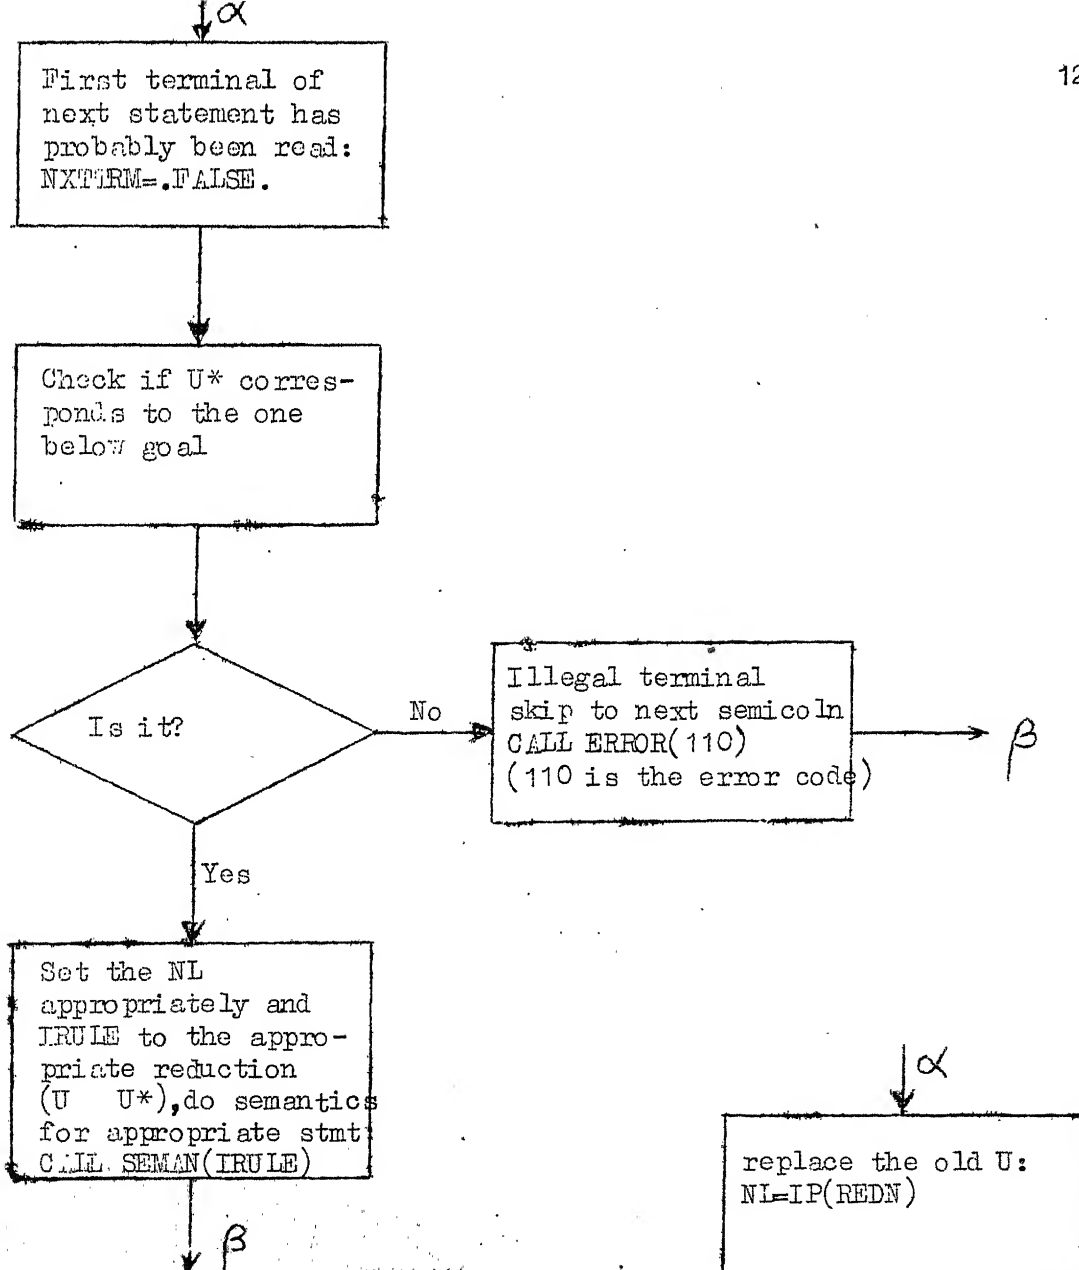 α
12
First terminal of
next statement has
probably been read:
NXTTRM=.FALSE.
Check if U* corres-
ponds to the one
below goal
Is it?
No
Illegal terminal
skip to next semicoln
CALL ERROR(110)
(110 is the error code)
β
Yes
Set the NL
appropriately and
IRULE to the appro-
priate reduction
(U   U*),do semantics
for appropriate stmt
CALL SEMAN(IRULE)
β
α
replace the old U:
NL=IP(REDN)